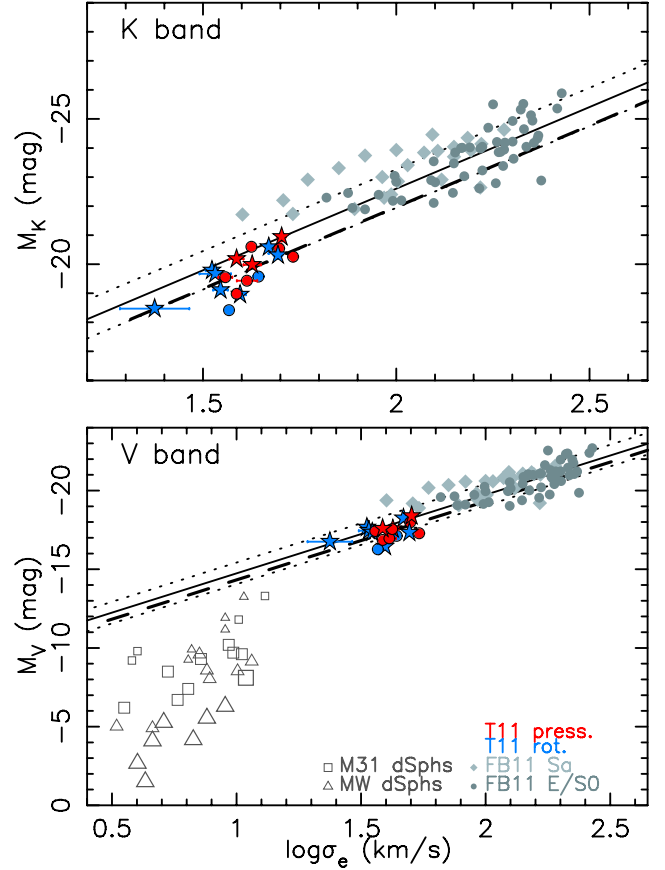 K band
−25
−20
M_K (mag)
1.5
2
2.5
V band
−20
−15
−10
−5
0
M_V (mag)
T11 press.
T11 rot.
M31 dSphs
FB11 Sa
MW dSphs
FB11 E/S0
0.5
1
1.5
2
2.5
logσ_e (km/s)